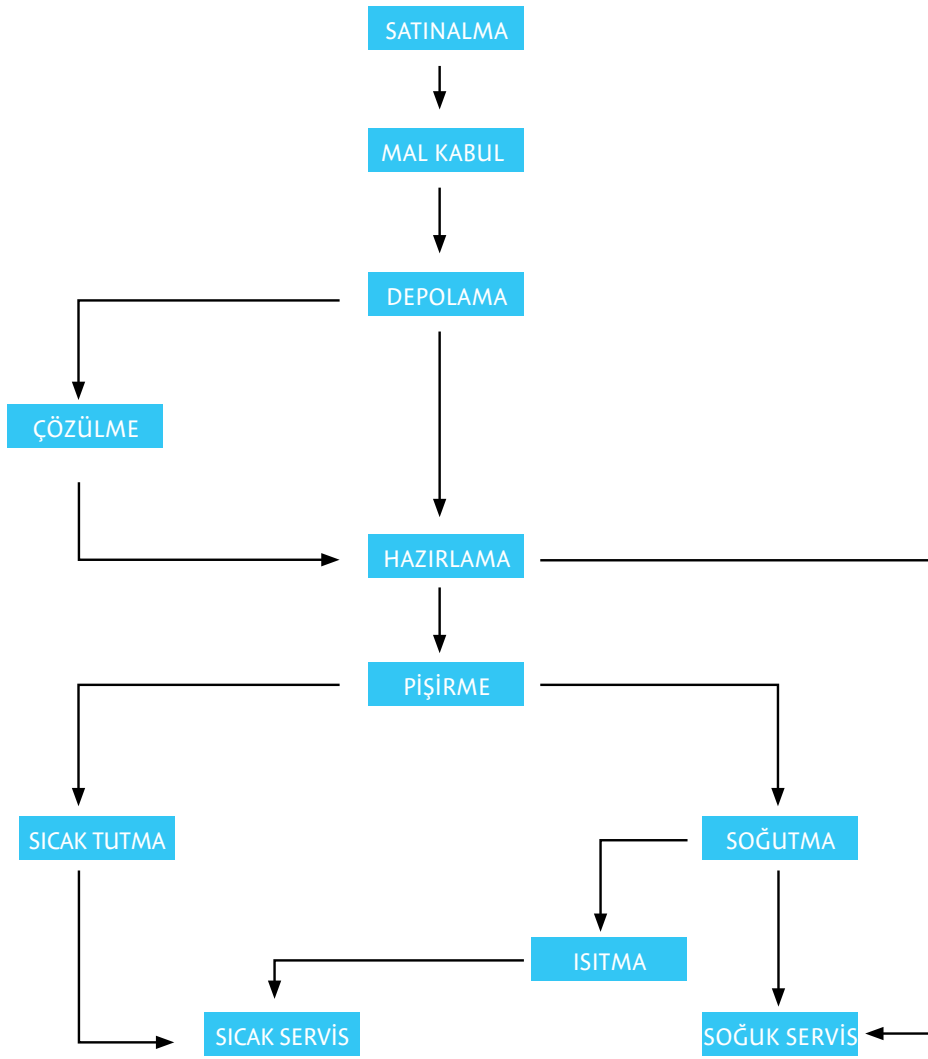 SATINALMA
MAL KABUL
DEPOLAMA
ÇÖZÜLME
HAZIRLAMA
PİŞİRME
SICAK TUTMA
SOĞUTMA
ISITMA
SICAK SERVİS
SOĞUK SERVİS